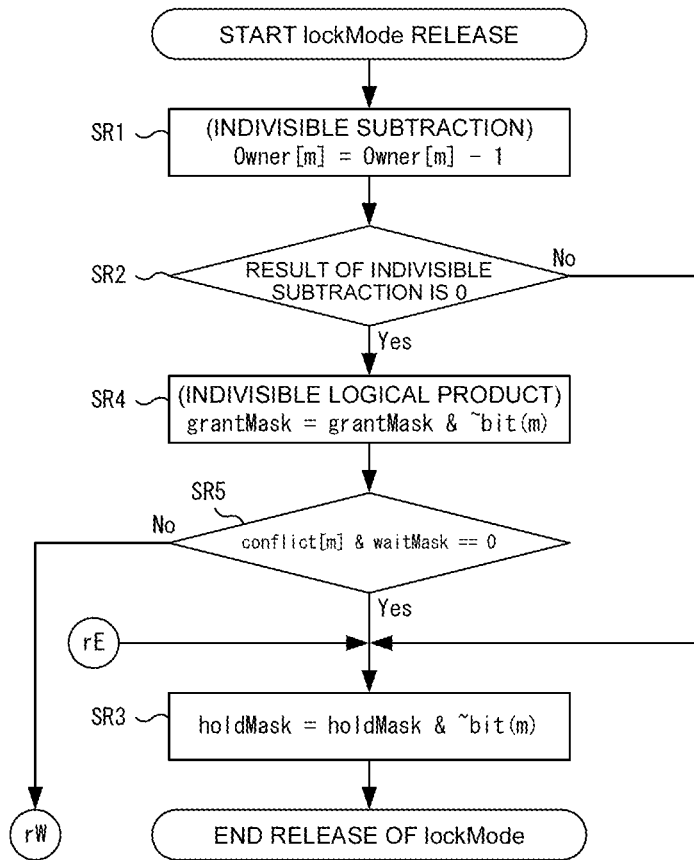 START lockMode RELEASE
SR1
(INDIVISIBLE SUBTRACTION)
Owner[m] = Owner[m] - 1
SR2
RESULT OF INDIVISIBLE
SUBTRACTION IS 0
No
Yes
SR4
(INDIVISIBLE LOGICAL PRODUCT)
grantMask = grantMask & ~bit(m)
SR5
No
conflict[m] & waitMask == 0
Yes
rE
SR3
holdMask = holdMask & ~bit(m)
rW
END RELEASE OF lockMode